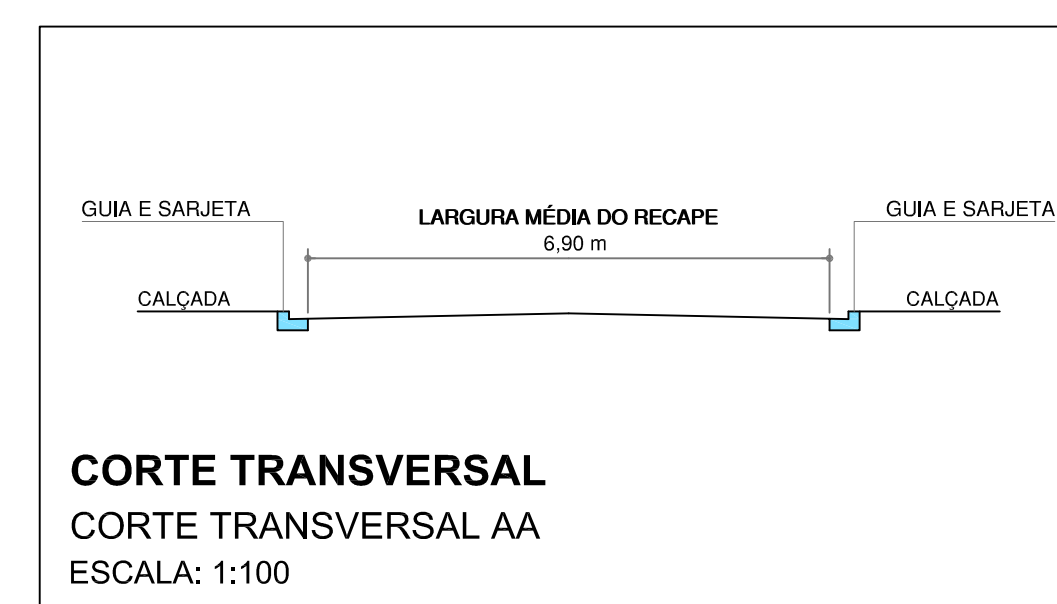 GUIA E SARJETA
LARGURA MÉDIA DO RECAPE
GUIA E SARJETA
6,90 m
CALÇADA
CALÇADA
CORTE TRANSVERSAL
CORTE TRANSVERSAL AA
ESCALA: 1:100